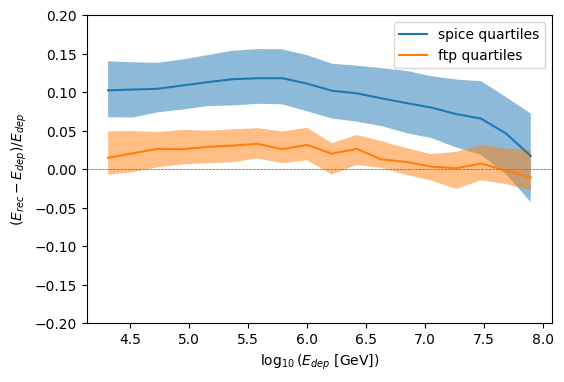 0.20
0.15
0.10
0.05
0.00
−0.05
−0.10
−0.15
−0.20
(E_rec − E_dep)/E_dep
spice quartiles
ftp quartiles
4.5 5.0 5.5 6.0 6.5 7.0 7.5 8.0
log₁₀(E_dep [GeV])